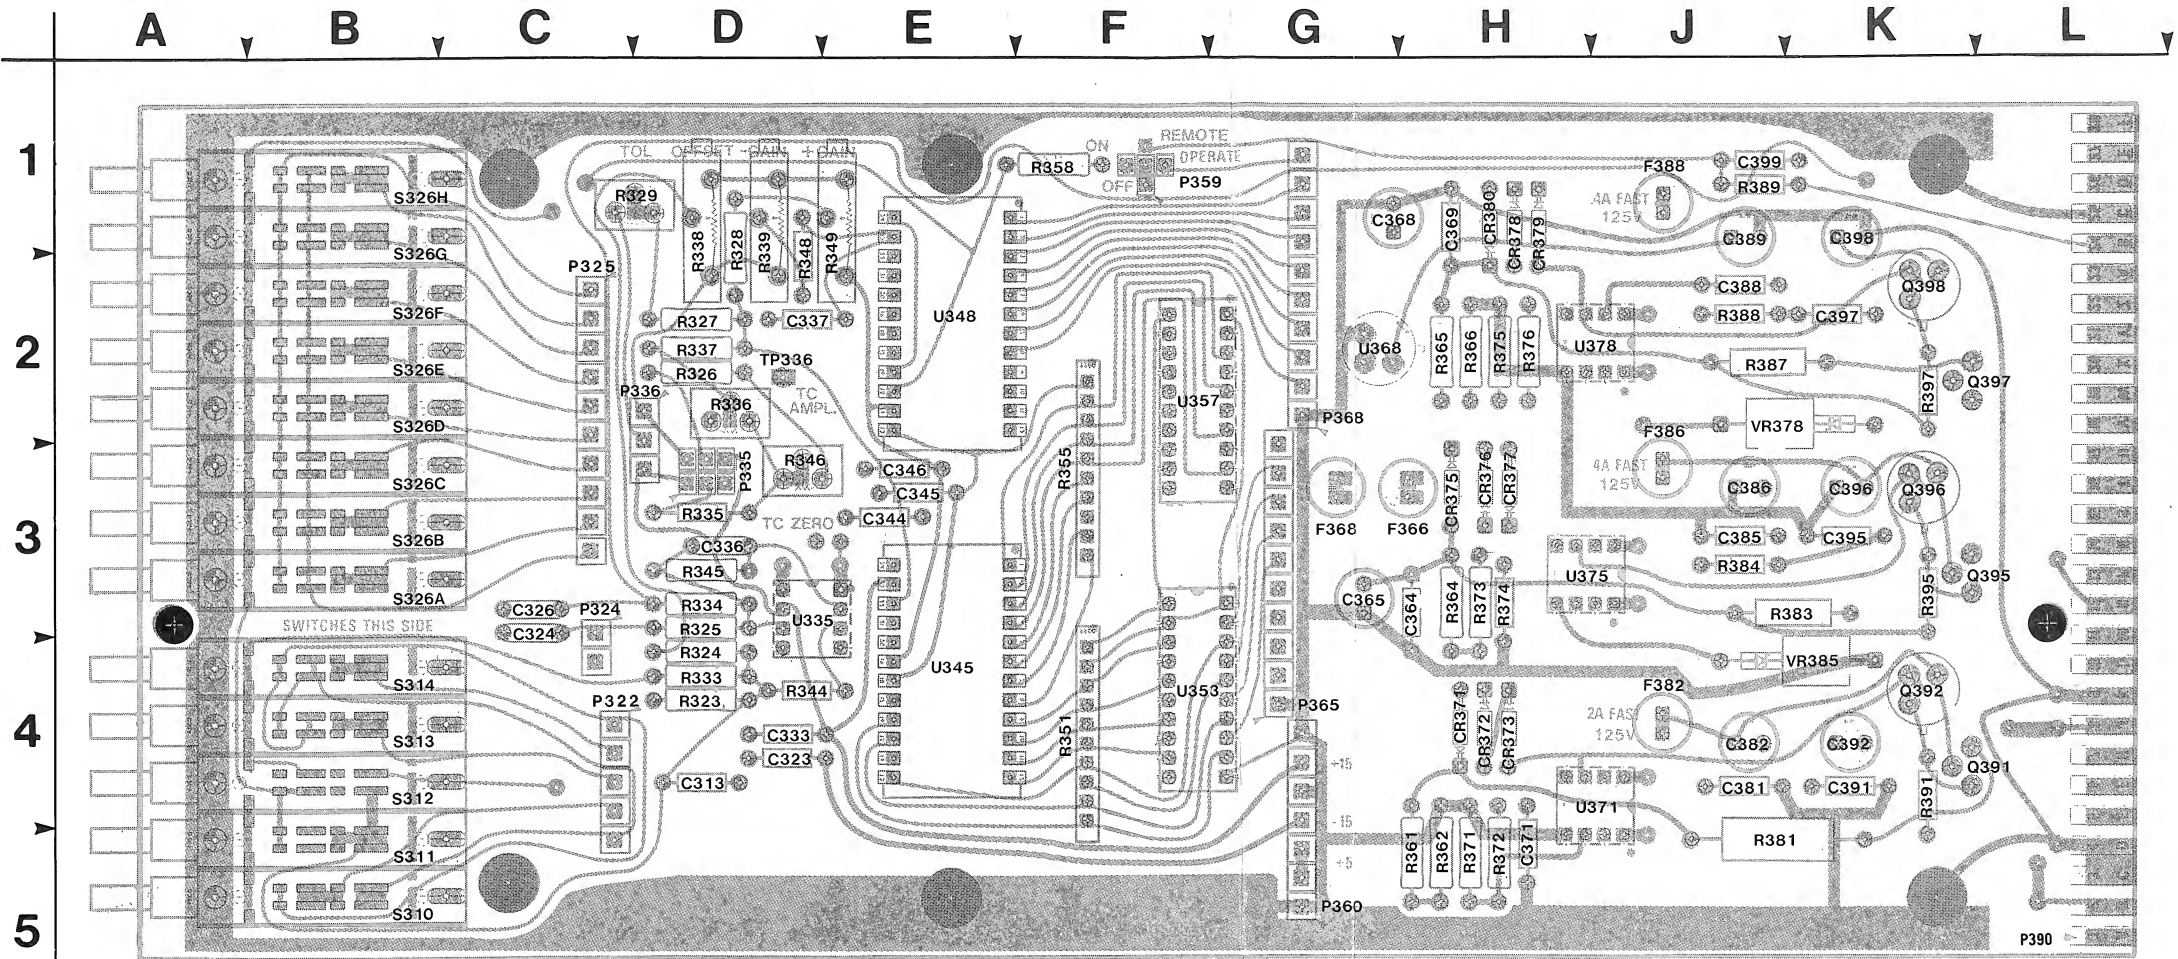 A B C D E F G H J K L
1
2
3
4
5
TOL OFFSET -GAIN +GAIN
ON
REMOTE
OPERATE
OFF
P359
R358
S326H
S326G
S326F
S326E
S326D
S326C
S326B
S326A
SWITCHES THIS SIDE
S314
S313
S312
S311
S310
P325
R329
R338
R328
R339
R348
R349
R327
C337
R337
TP336
R326
P336
TC
AMPL.
R336
P335
R346
C346
C345
R335
TC ZERO
C344
C336
R345
C326
P324
R334
C324
R325
U335
R324
R333
R344
P322
R323
C333
C323
C313
U348
U345
R355
R351
U357
U353
P368
P365
+15
-15
+5
P360
C368
C369
CR380
CR378
CR379
U368
R365
R366
R375
R376
U378
F388
.4A FAST
125V
C399
R389
C389
C398
C388
Q398
R388
C397
R387
Q397
R397
VR378
F386
.4A FAST
125V
F368
F366
CR375
CR376
CR377
C386
C396
Q396
C385
C395
R384
U375
Q395
R395
C365
C364
R364
R373
R374
R383
VR385
F382
2A FAST
125V
Q392
CR371
CR372
CR373
C382
C392
Q391
C381
C391
R391
U371
R361
R362
R371
R372
C371
R381
P390